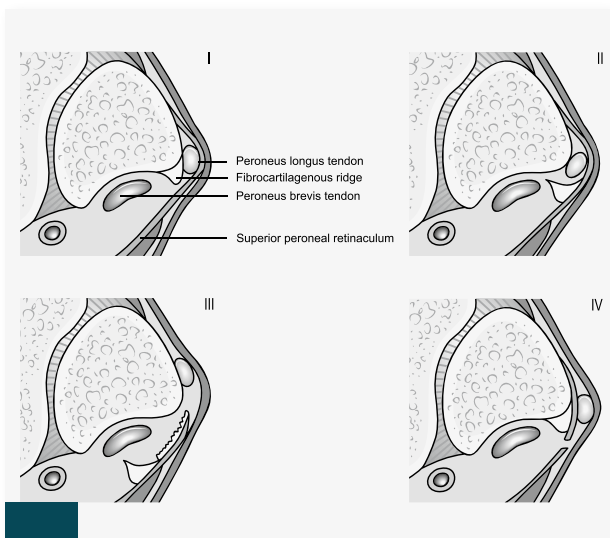 I
II
Peroneus longus tendon
Fibrocartilagenous ridge
Peroneus brevis tendon
Superior peroneal retinaculum
III
IV